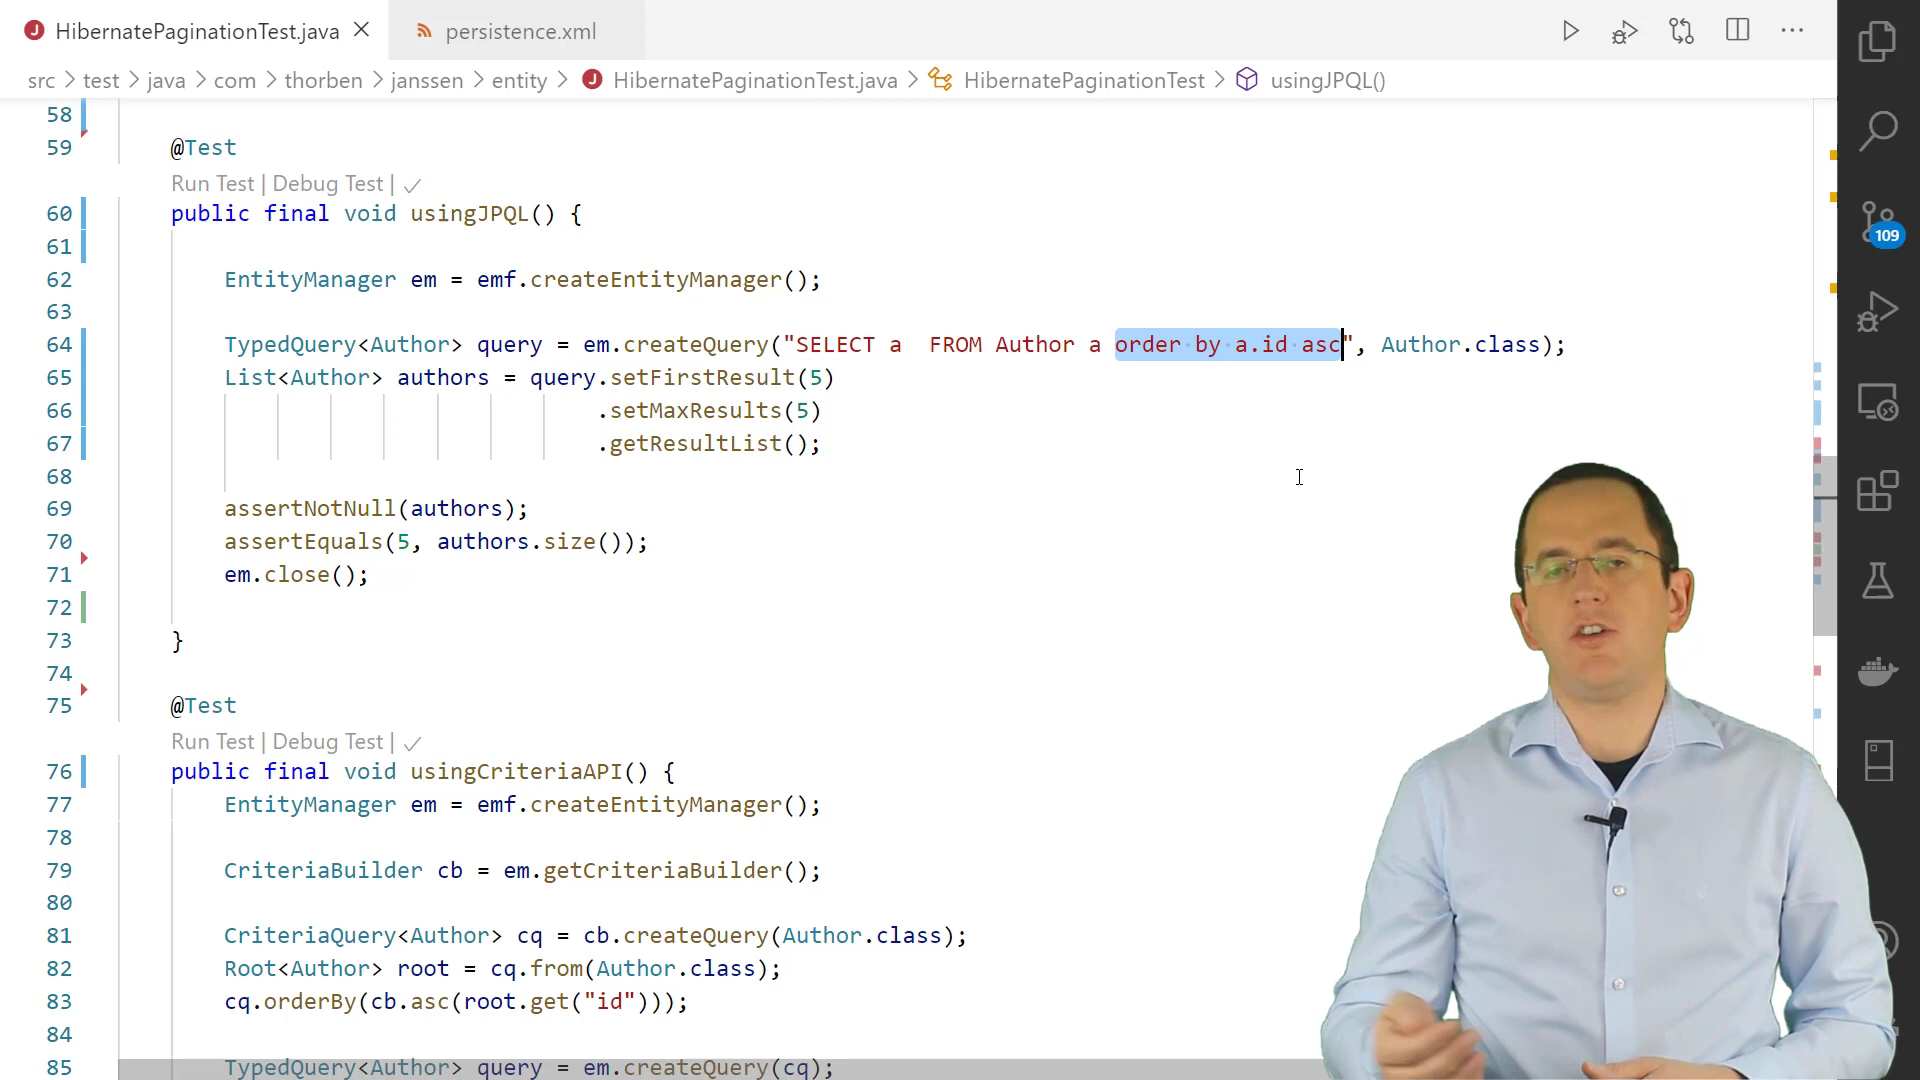 HibernatePaginationTest.java
persistence.xml
src > test > java > com > thorben > janssen > entity > HibernatePaginationTest.java > HibernatePaginationTest > usingJPQL()
58
59 @Test
Run Test | Debug Test |
60 public final void usingJPQL() {
61
62 EntityManager em = emf.createEntityManager();
63
64 TypedQuery<Author> query = em.createQuery("SELECT a  FROM Author a order by a.id asc", Author.class);
65 List<Author> authors = query.setFirstResult(5)
66 .setMaxResults(5)
67 .getResultList();
68
69 assertNotNull(authors);
70 assertEquals(5, authors.size());
71 em.close();
72
73 }
74
75 @Test
Run Test | Debug Test |
76 public final void usingCriteriaAPI() {
77 EntityManager em = emf.createEntityManager();
78
79 CriteriaBuilder cb = em.getCriteriaBuilder();
80
81 CriteriaQuery<Author> cq = cb.createQuery(Author.class);
82 Root<Author> root = cq.from(Author.class);
83 cq.orderBy(cb.asc(root.get("id")));
84
85 TypedQuery<Author> query = em.createQuery(cq);
109